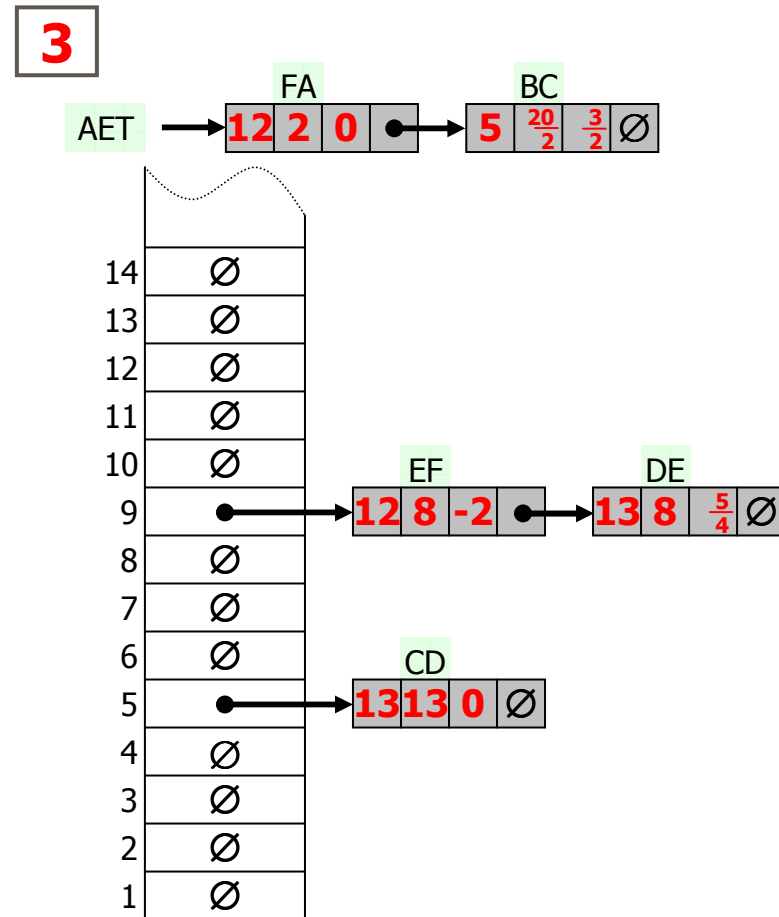 3
FA BC
AET 12 2 0 5 20/2 3/2 ∅
14 ∅
13 ∅
12 ∅
11 ∅
10 ∅
EF DE
9 12 8 -2 13 8 5/4 ∅
8 ∅
7 ∅
6 ∅
CD
5 13 13 0 ∅
4 ∅
3 ∅
2 ∅
1 ∅